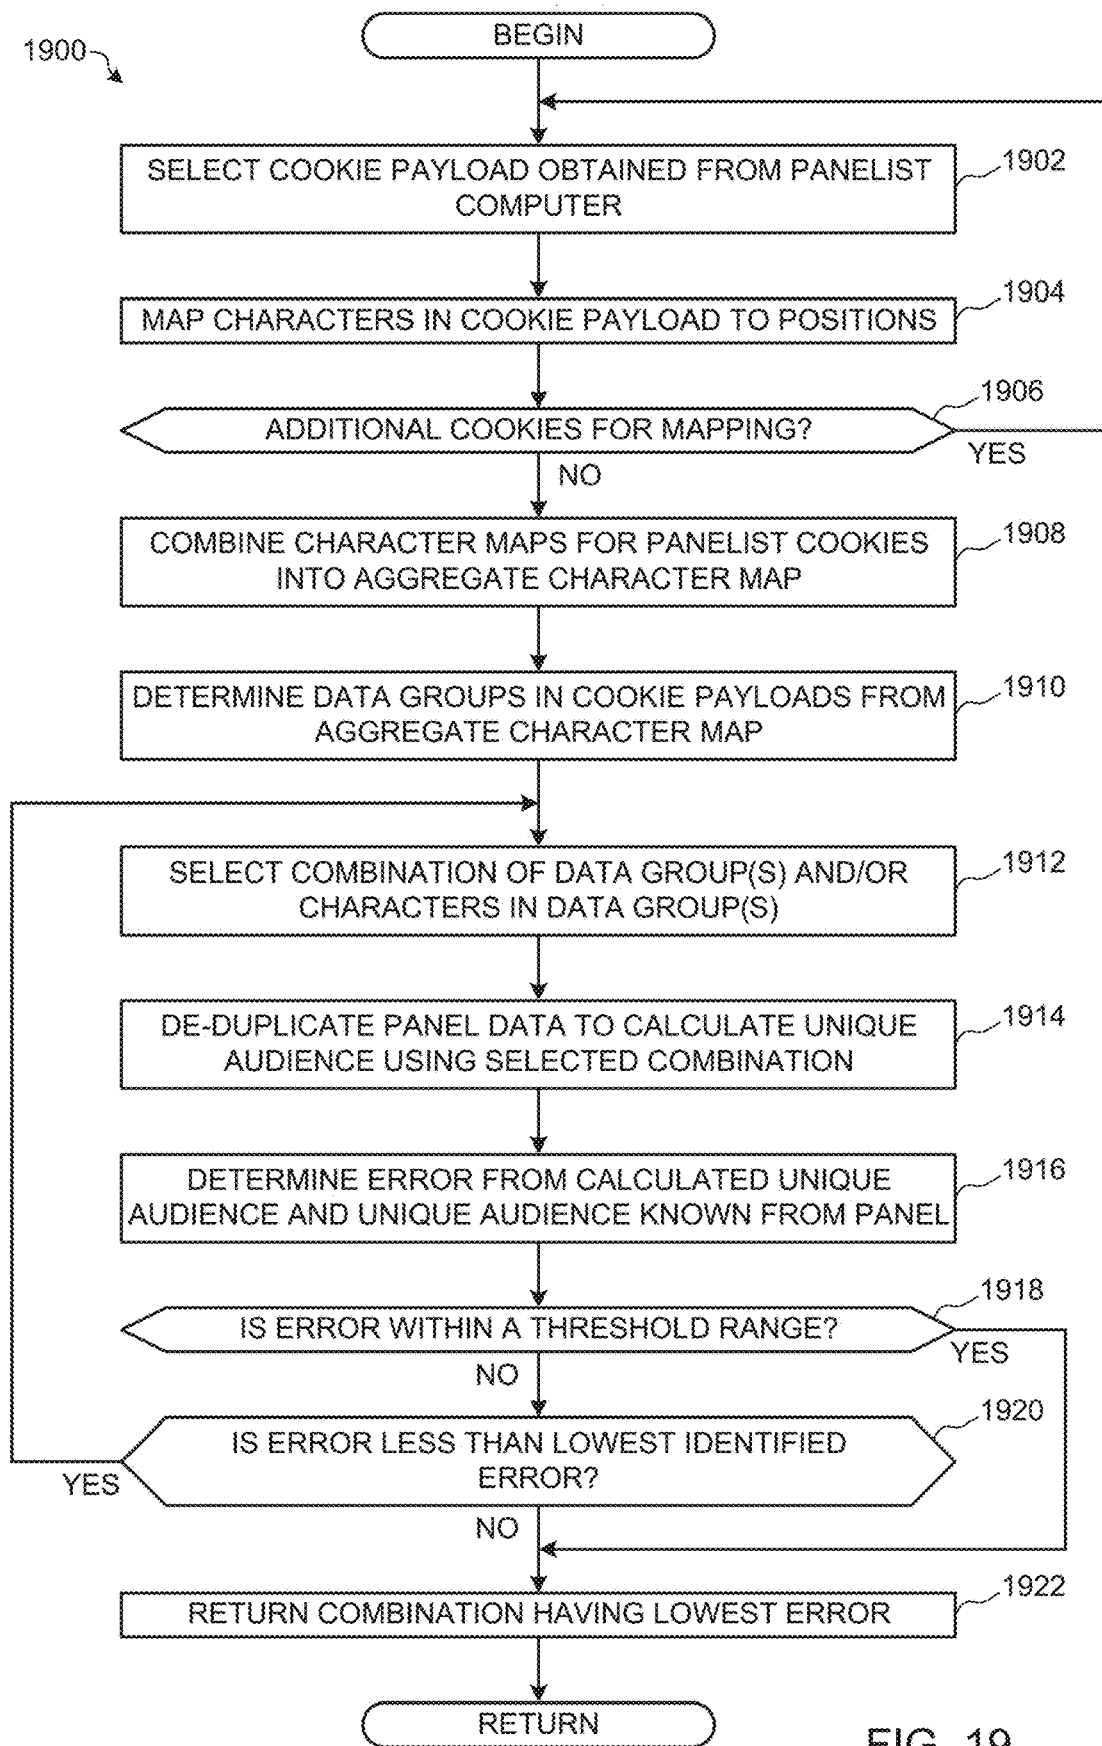 BEGIN
1900
SELECT COOKIE PAYLOAD OBTAINED FROM PANELIST
COMPUTER
1902
MAP CHARACTERS IN COOKIE PAYLOAD TO POSITIONS
1904
ADDITIONAL COOKIES FOR MAPPING?
1906
YES
NO
COMBINE CHARACTER MAPS FOR PANELIST COOKIES
INTO AGGREGATE CHARACTER MAP
1908
DETERMINE DATA GROUPS IN COOKIE PAYLOADS FROM
AGGREGATE CHARACTER MAP
1910
SELECT COMBINATION OF DATA GROUP(S) AND/OR
CHARACTERS IN DATA GROUP(S)
1912
DE-DUPLICATE PANEL DATA TO CALCULATE UNIQUE
AUDIENCE USING SELECTED COMBINATION
1914
DETERMINE ERROR FROM CALCULATED UNIQUE
AUDIENCE AND UNIQUE AUDIENCE KNOWN FROM PANEL
1916
IS ERROR WITHIN A THRESHOLD RANGE?
1918
YES
NO
IS ERROR LESS THAN LOWEST IDENTIFIED
ERROR?
1920
YES
NO
RETURN COMBINATION HAVING LOWEST ERROR
1922
RETURN
FIG. 19